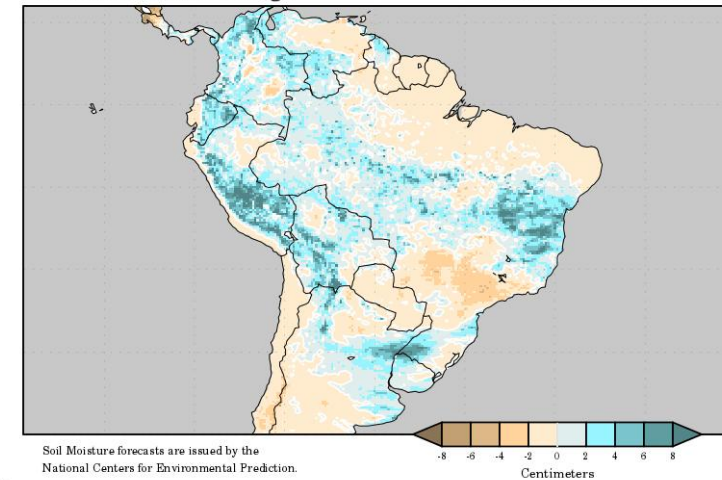 Soil Moisture forecasts are issued by the
National Centers for Environmental Prediction.
-8 -6 -4 -2 0 2 4 6 8
Centimeters